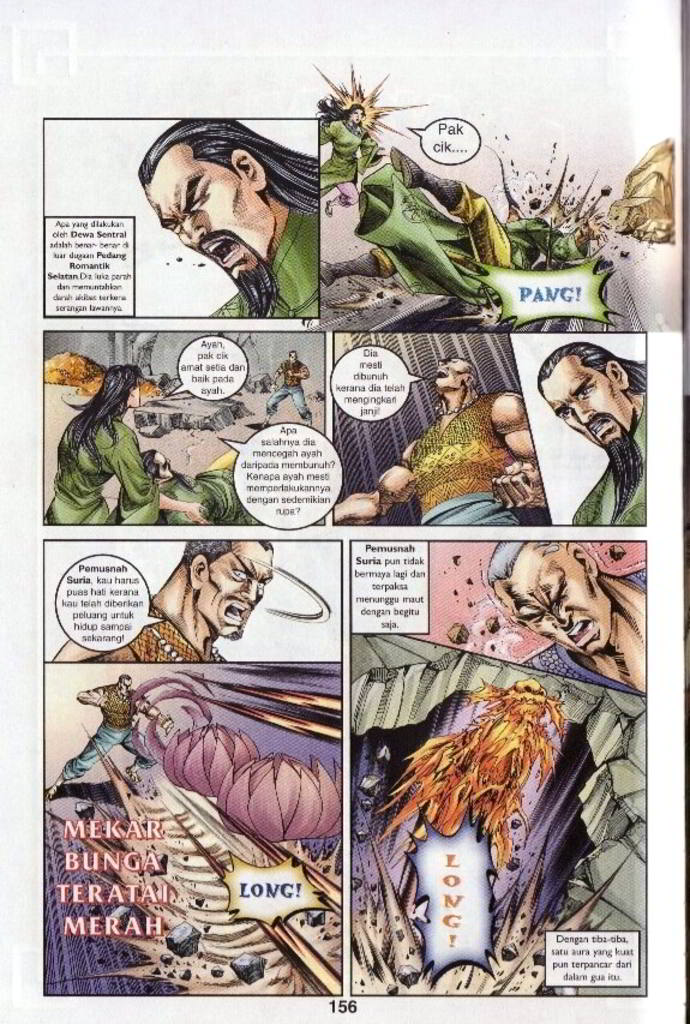 Apa yang dilakukan
oleh Dewa Sentral
adalah benar- benar di
luar dugaan Pedang
Romantik
Selatan.Dia luka parah
dan memuntahkan
darah akibat terkena
serangan lawannya.
Pak
cik....
PANG!
Ayah,
pak cik
amat setia dan
baik pada
ayah.
Apa
salahnya dia
mencegah ayah
daripada membunuh?
Kenapa ayah mesti
memperlakukannya
dengan sedemikian
rupa?
Dia
mesti
dibunuh
kerana dia telah
mengingkari
janji!
Pemusnah
Suria, kau harus
puas hati kerana
kau telah diberikan
peluang untuk
hidup sampai
sekarang!
MEKAR
BUNGA
TERATAI
MERAH
LONG!
Pemusnah
Suria pun tidak
bermaya lagi dan
terpaksa
menunggu maut
dengan begitu
saja.
LONG!
Dengan tiba-tiba,
satu aura yang kuat
pun terpancar dari
dalam gua itu.
156